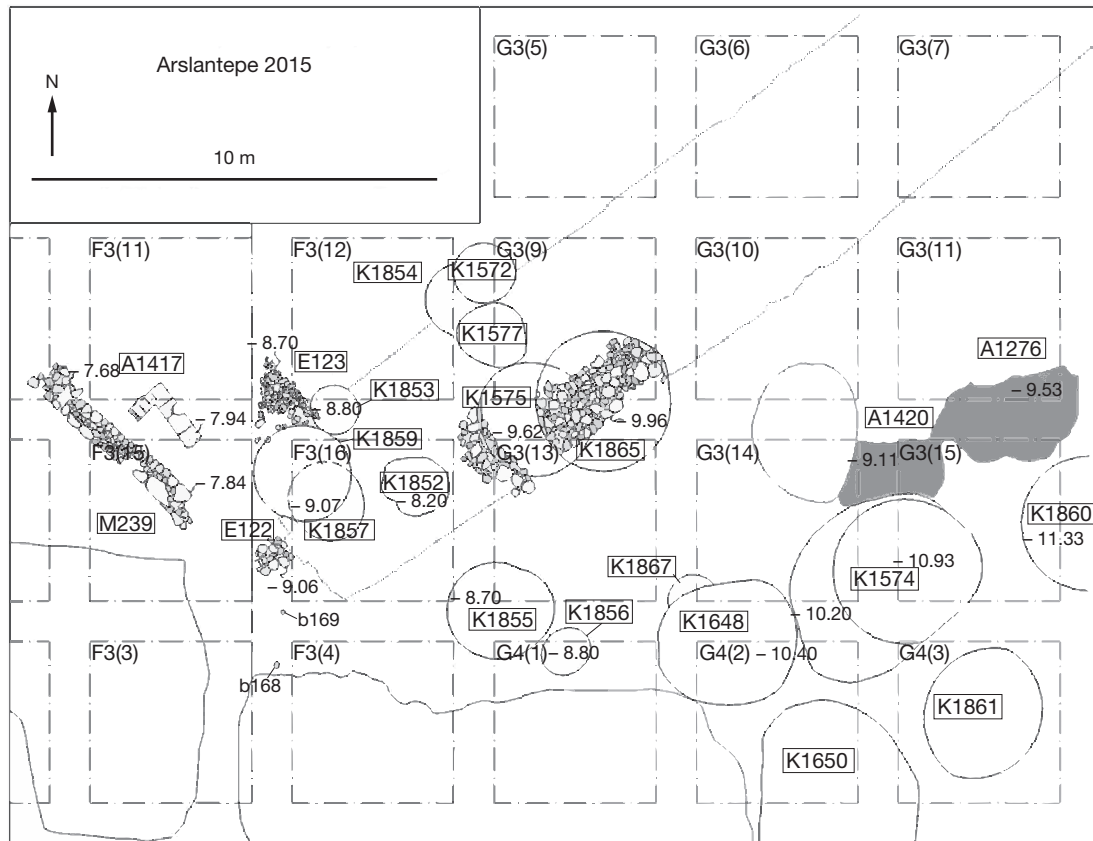 Arslantepe 2015
N
10 m
G3(5)
G3(6)
G3(7)
F3(11)
F3(12)
G3(9)
G3(10)
G3(11)
K1854
K1572
K1577
– 8.70
E123
A1417
– 7.68
A1276
– 9.53
K1853
– 8.80
K1575
– 7.94
A1420
– 9.96
– 9.62
K1859
K1865
F3(15)
F3(16)
G3(13)
G3(14)
G3(15)
– 9.11
K1852
– 7.84
– 8.20
– 9.07
K1860
M239
E122
K1857
– 11.33
– 10.93
K1867
K1574
– 9.06
– 8.70
K1856
b169
K1855
K1648
– 10.20
F3(3)
F3(4)
G4(1)
– 8.80
G4(2)
– 10.40
G4(3)
b168
K1861
K1650